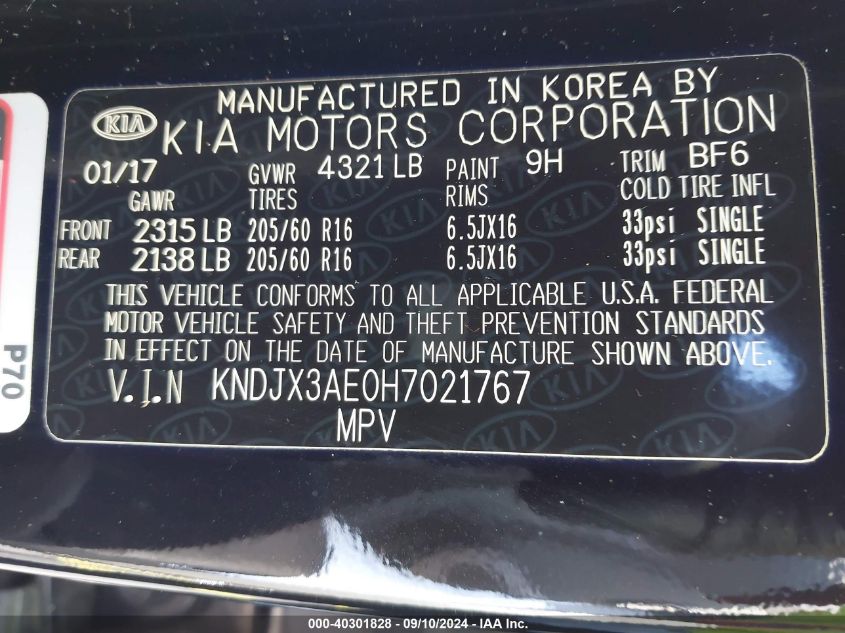 MANUFACTURED IN KOREA BY
KIA KIA MOTORS CORPORATION
01/17 GVWR 4321 LB PAINT 9H TRIM BF6
GAWR TIRES RIMS COLD TIRE INFL
FRONT 2315 LB 205/60 R16 6.5JX16 33psi SINGLE
REAR 2138 LB 205/60 R16 6.5JX16 33psi SINGLE
THIS VEHICLE CONFORMS TO ALL APPLICABLE U.S.A. FEDERAL
MOTOR VEHICLE SAFETY AND THEFT PREVENTION STANDARDS
IN EFFECT ON THE DATE OF MANUFACTURE SHOWN ABOVE.
V.I.N KNDJX3AE0H7021767
MPV
P70
000-40301828 - 09/10/2024 - IAA Inc.